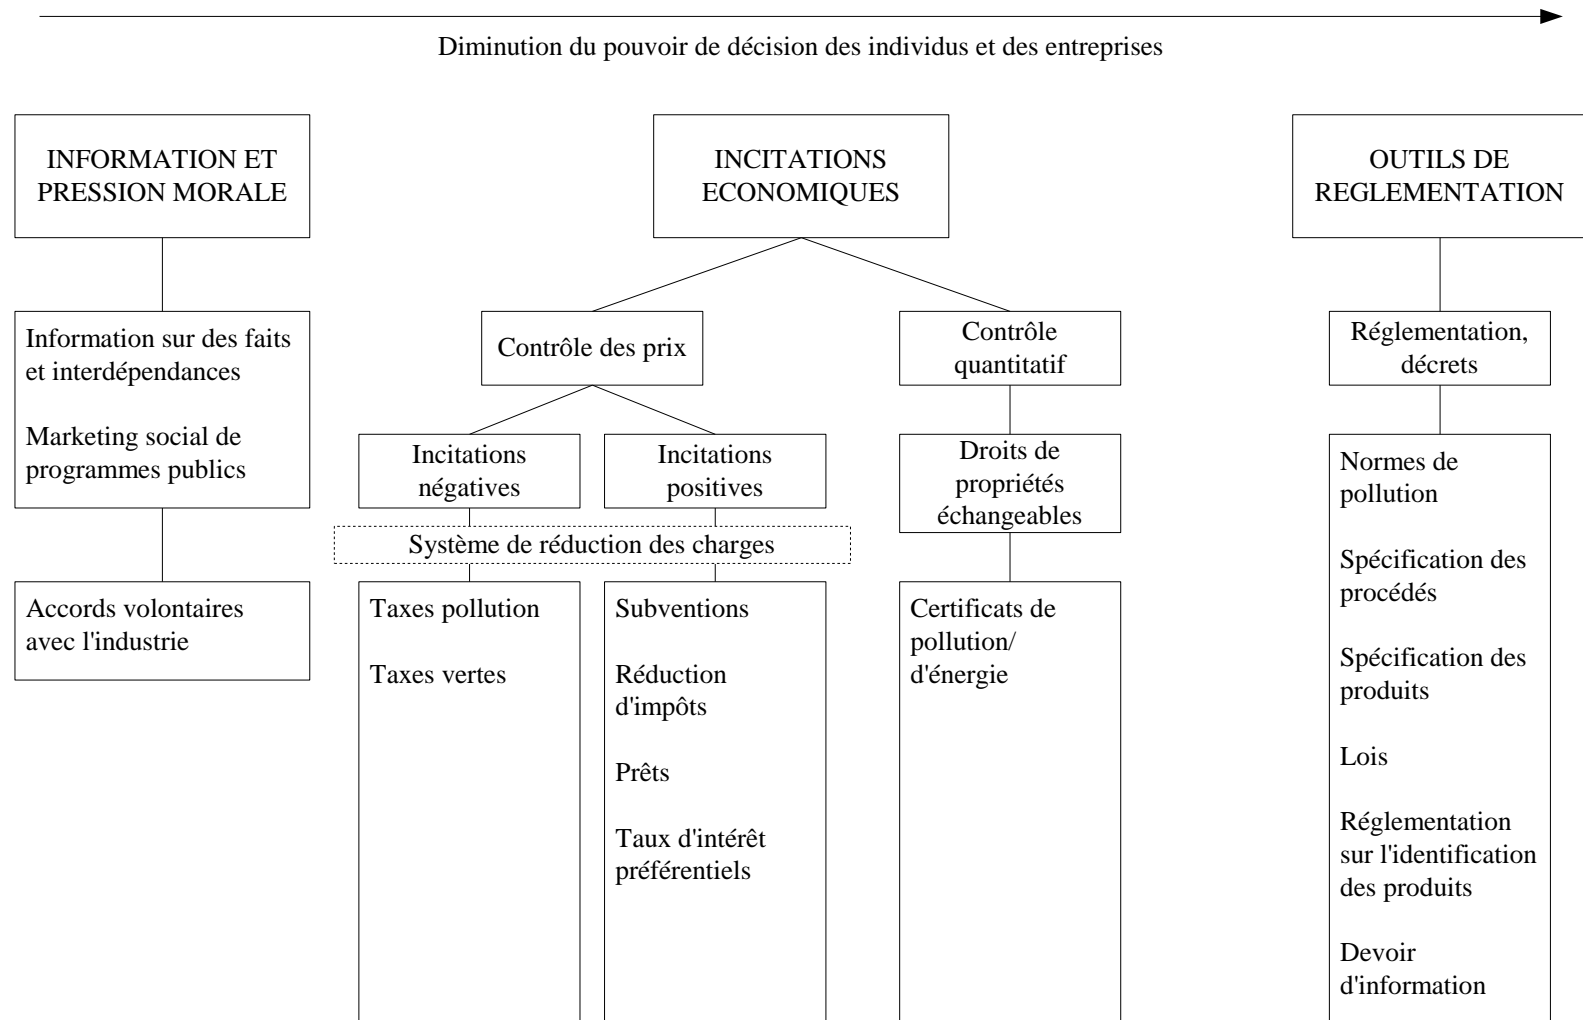 Diminution du pouvoir de décision des individus et des entreprises
INFORMATION ET
PRESSION MORALE
INCITATIONS
ECONOMIQUES
OUTILS DE
REGLEMENTATION
Information sur des faits
et interdépendances
Marketing social de
programmes publics
Accords volontaires
avec l'industrie
Contrôle des prix
Contrôle
quantitatif
Incitations
négatives
Incitations
positives
Système de réduction des charges
Taxes pollution
Taxes vertes
Subventions
Réduction
d'impôts
Prêts
Taux d'intérêt
préférentiels
Droits de
propriétés
échangeables
Certificats de
pollution/
d'énergie
Réglementation,
décrets
Normes de
pollution
Spécification des
procédés
Spécification des
produits
Lois
Réglementation
sur l'identification
des produits
Devoir
d'information